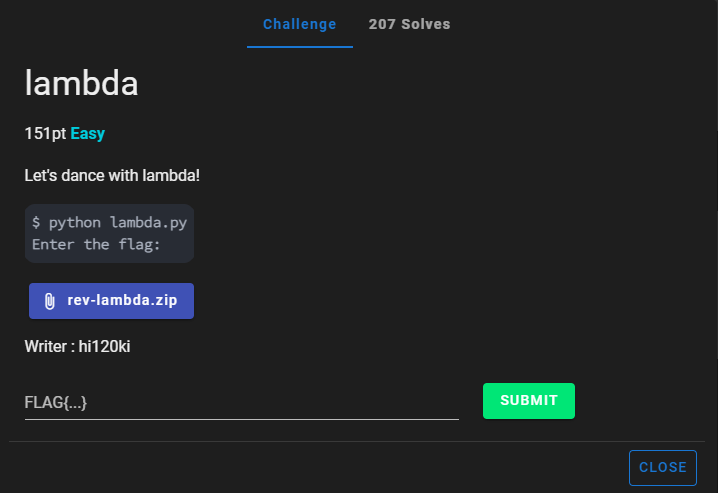 Challenge
207 Solves
lambda
151pt Easy
Let's dance with lambda!
$ python lambda.py
Enter the flag:
rev-lambda.zip
Writer : hi120ki
FLAG{...}
SUBMIT
CLOSE